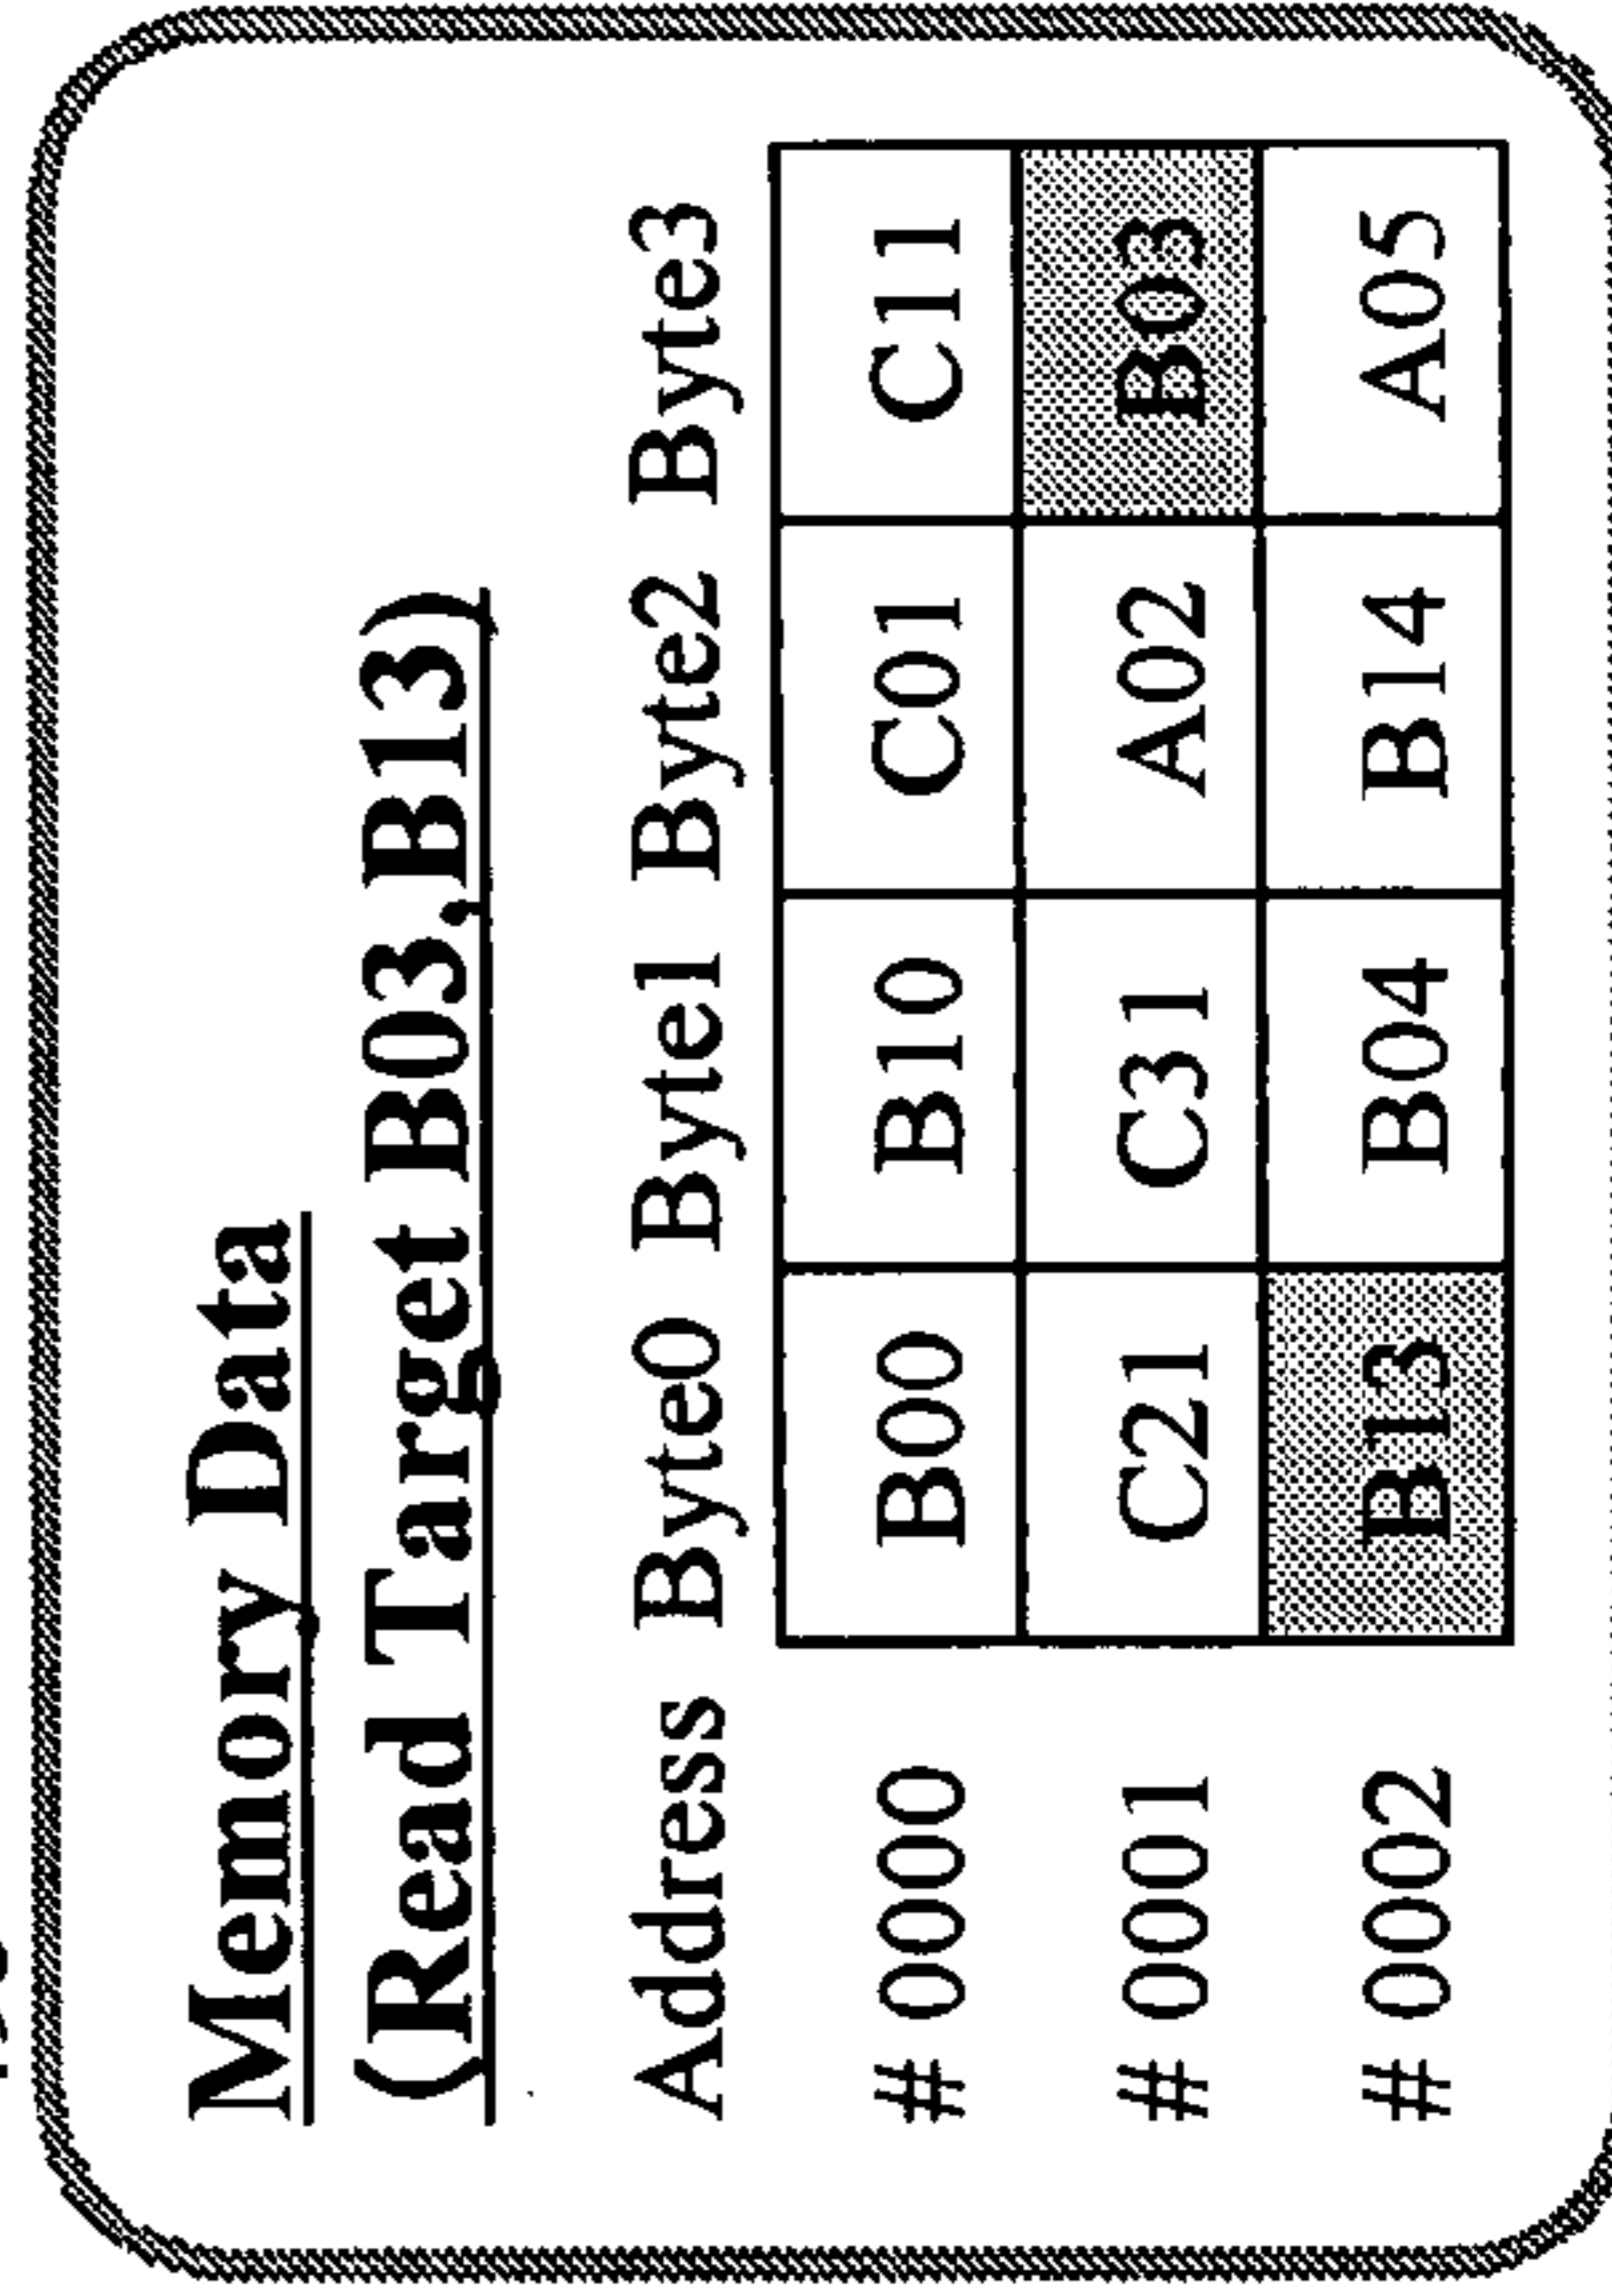 Memory Data
(Read Target B03,B13)
Address Byte0 Byte1 Byte2 Byte3
# 0000 B00 B10 C01 C11
# 0001 C21 C31 A02 B03
# 0002 B13 B04 B14 A05